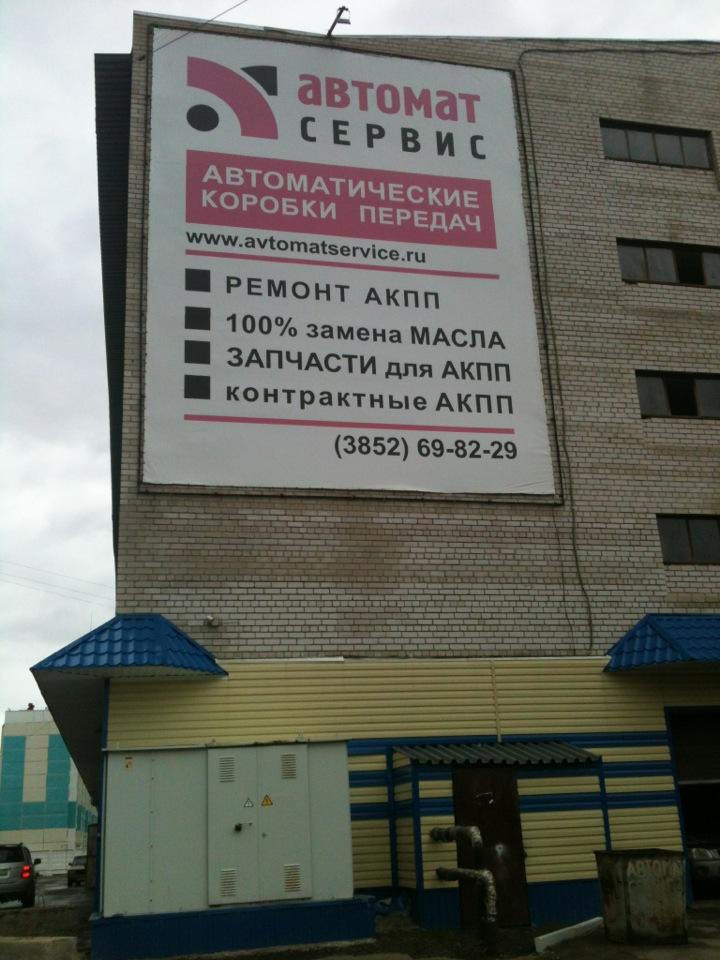 автомат
СЕРВИС
АВТОМАТИЧЕСКИЕ
КОРОБКИ ПЕРЕДАЧ
www.avtomatservice.ru
РЕМОНТ АКПП
100% замена МАСЛА
ЗАПЧАСТИ для АКПП
контрактные АКПП
(3852) 69-82-29